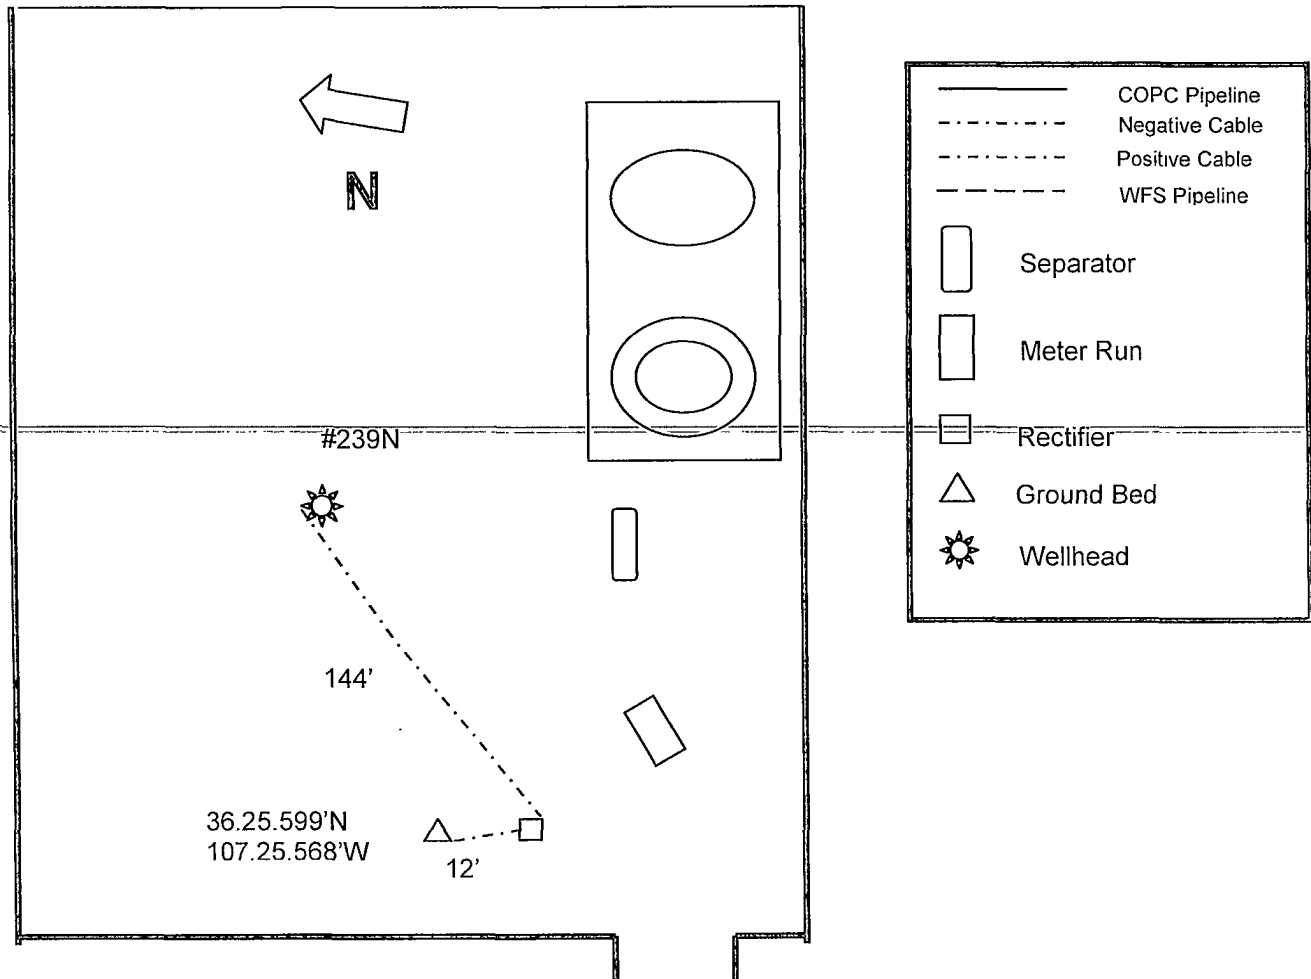 N
#239N
144'
36.25.599'N
107.25.568'W
12'
COPC Pipeline
Negative Cable
Positive Cable
WFS Pipeline
Separator
Meter Run
Rectifier
Ground Bed
Wellhead